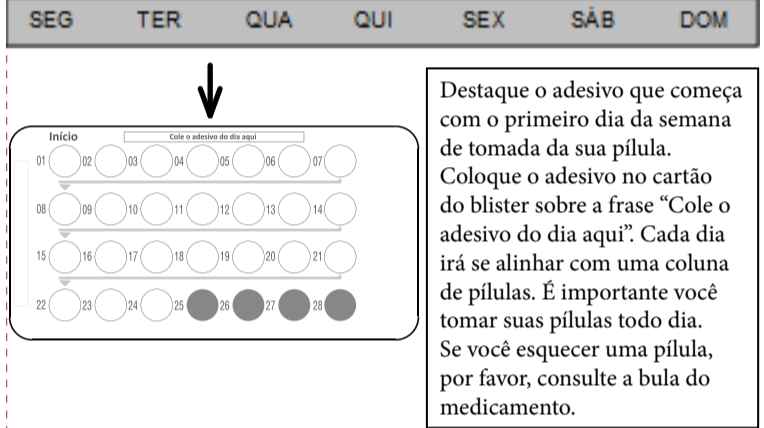 SEG TER QUA QUI SEX SÁB DOM
Início
Cole o adesivo do dia aqui
01 02 03 04 05 06 07
08 09 10 11 12 13 14
15 16 17 18 19 20 21
22 23 24 25 26 27 28
Destaque o adesivo que começa
com o primeiro dia da semana
de tomada da sua pílula.
Coloque o adesivo no cartão
do blister sobre a frase “Cole o
adesivo do dia aqui”. Cada dia
irá se alinhar com uma coluna
de pílulas. É importante você
tomar suas pílulas todo dia.
Se você esquecer uma pílula,
por favor, consulte a bula do
medicamento.